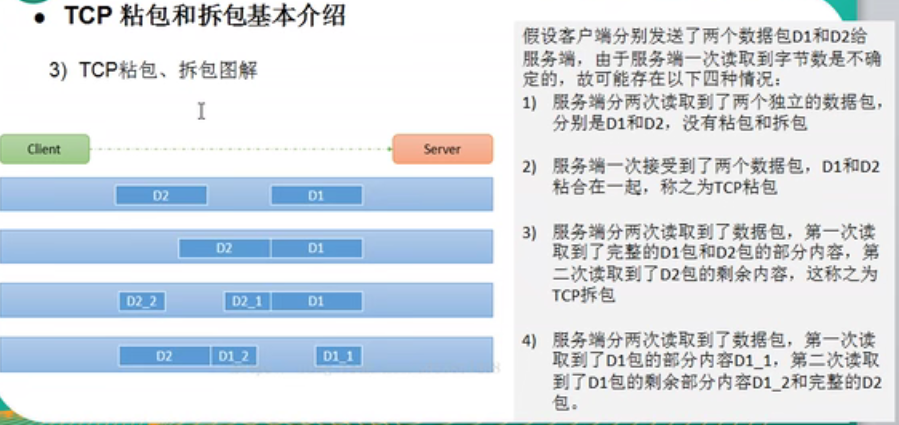 • TCP 粘包和拆包基本介绍
3) TCP粘包、拆包图解
Client
Server
D2
D1
D2
D1
D2_2
D2_1
D1
D2
D1_2
D1_1
假设客户端分别发送了两个数据包D1和D2给
服务端，由于服务端一次读取到字节数是不确
定的，故可能存在以下四种情况：
1) 服务端分两次读取到了两个独立的数据包，
分别是D1和D2，没有粘包和拆包
2) 服务端一次接受到了两个数据包，D1和D2
粘合在一起，称之为TCP粘包
3) 服务端分两次读取到了数据包，第一次读
取到了完整的D1包和D2包的部分内容，第
二次读取到了D2包的剩余内容，这称之为
TCP拆包
4) 服务端分两次读取到了数据包，第一次读
取到了D1包的部分内容D1_1，第二次读取
到了D1包的剩余部分内容D1_2和完整的D2
包。